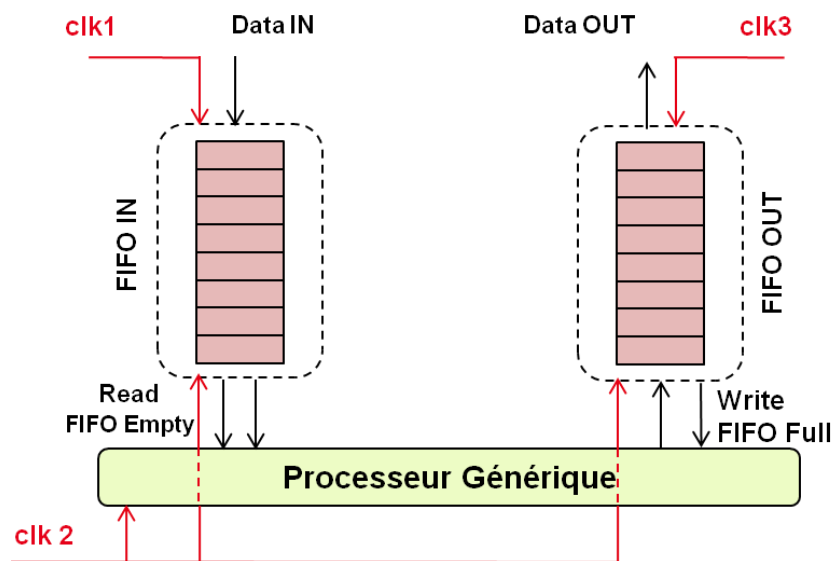 clk1
Data IN
Data OUT
clk3
FIFO IN
FIFO OUT
Read
FIFO Empty
Write
FIFO Full
Processeur Générique
clk 2